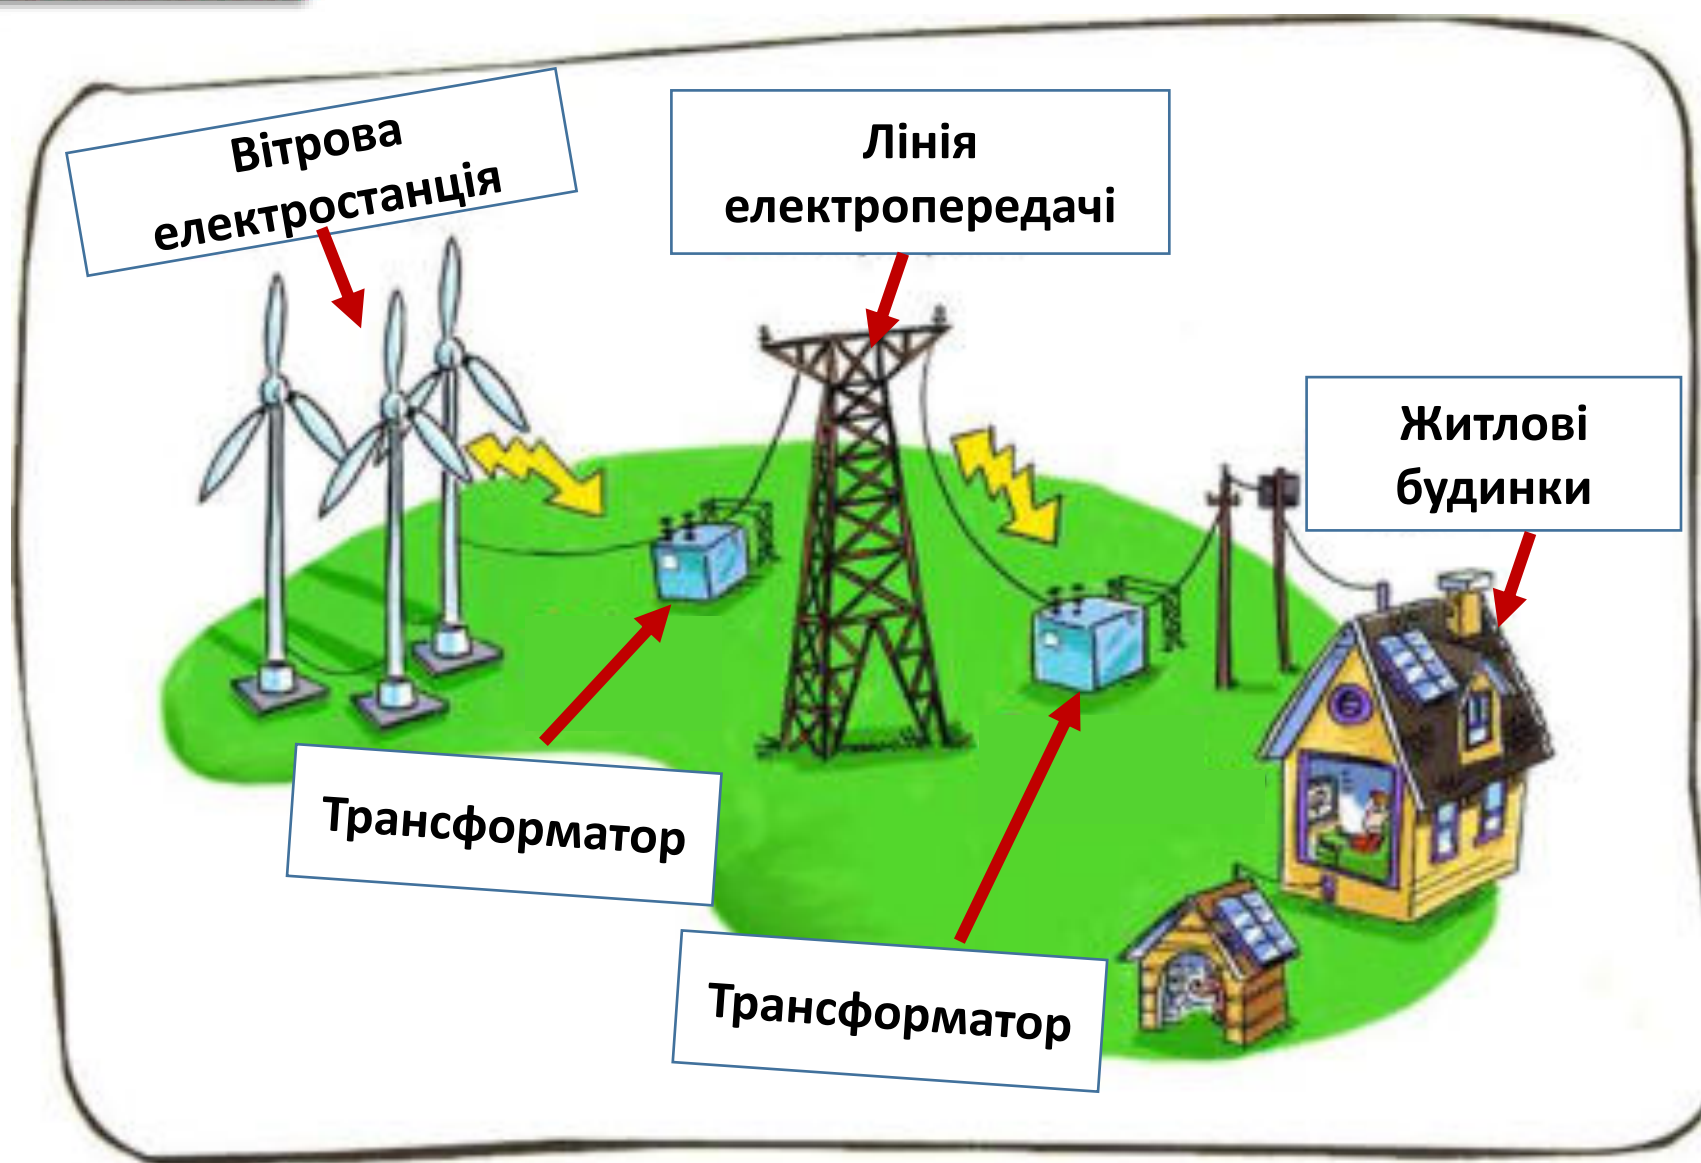 Вітрова
електростанція
Лінія
електропередачі
Житлові
будинки
Трансформатор
Трансформатор